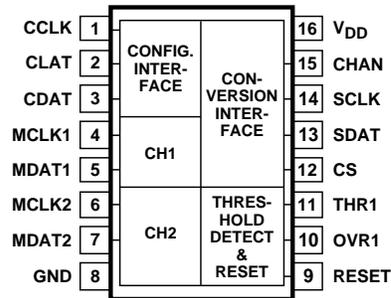 CCLK 1
CLAT 2
CDAT 3
MCLK1 4
MDAT1 5
MCLK2 6
MDAT2 7
GND 8
CONFIG.
INTER-
FACE
CH1
CH2
CON-
VERSION
INTER-
FACE
THRES-
HOLD
DETECT
&
RESET
16 VDD
15 CHAN
14 SCLK
13 SDAT
12 CS
11 THR1
10 OVR1
9 RESET